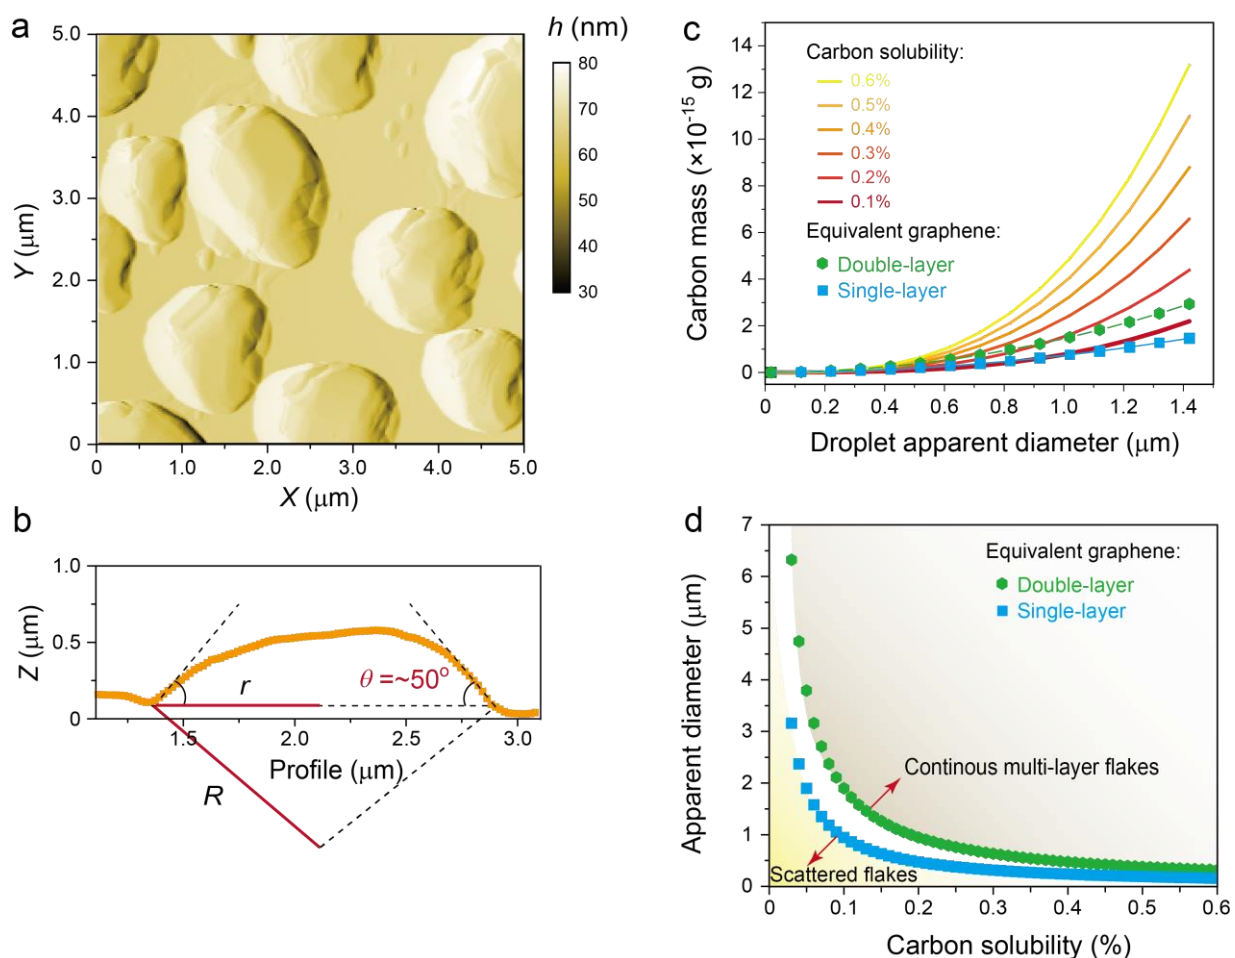 a
h (nm)
5.0
4.0
3.0
2.0
1.0
0
Y (μm)
0
1.0
2.0
3.0
4.0
5.0
X (μm)
80
70
60
50
40
30
b
1.0
0.5
0
Z (μm)
r
θ =~50°
1.5
2.0
2.5
3.0
Profile (μm)
R
c
14
12
10
8
6
4
2
0
Carbon mass (×10⁻¹⁵ g)
Carbon solubility:
0.6%
0.5%
0.4%
0.3%
0.2%
0.1%
Equivalent graphene:
Double-layer
Single-layer
0
0.2
0.4
0.6
0.8
1.0
1.2
1.4
Droplet apparent diameter (μm)
d
7
6
5
4
3
2
1
0
Apparent diameter (μm)
Equivalent graphene:
Double-layer
Single-layer
Continous multi-layer flakes
Scattered flakes
0
0.1
0.2
0.3
0.4
0.5
0.6
Carbon solubility (%)